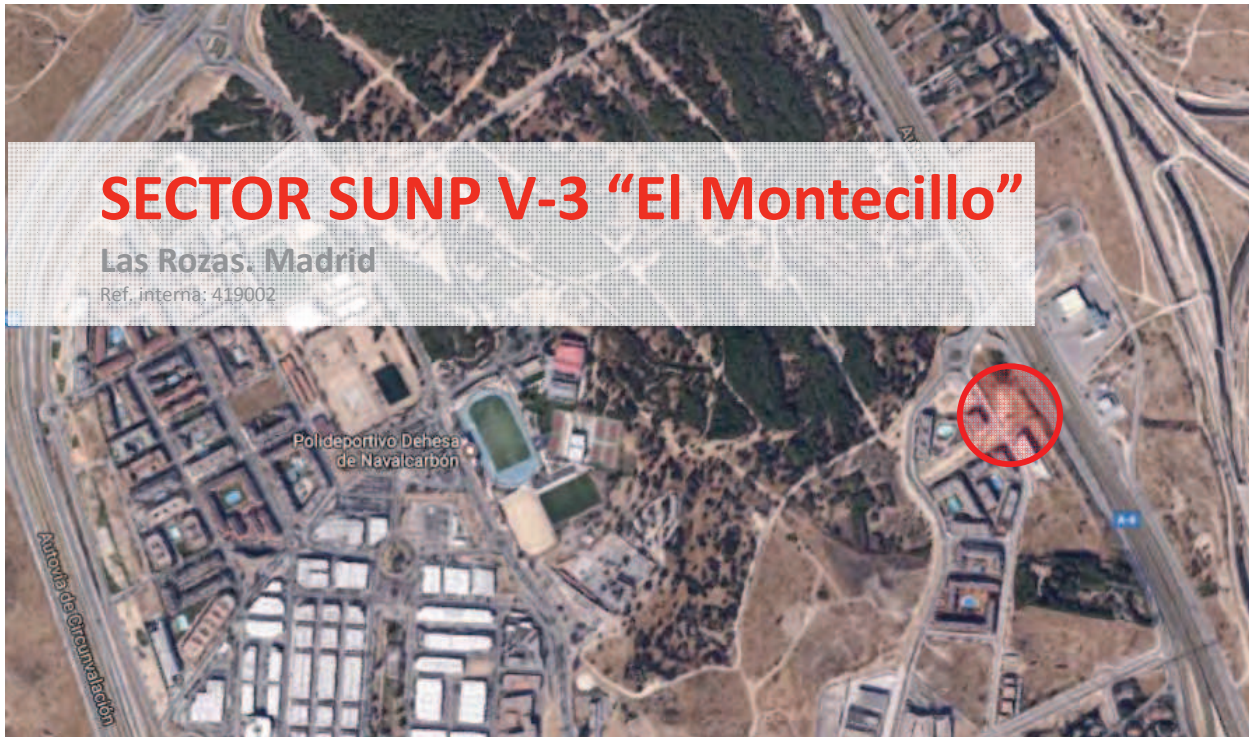 SECTOR SUNP V-3 “El Montecillo”
Las Rozas. Madrid
Ref. interna: 419002
Polideportivo Dehesa
de Navalcarbón
A-6
Autovía de Circunvalación